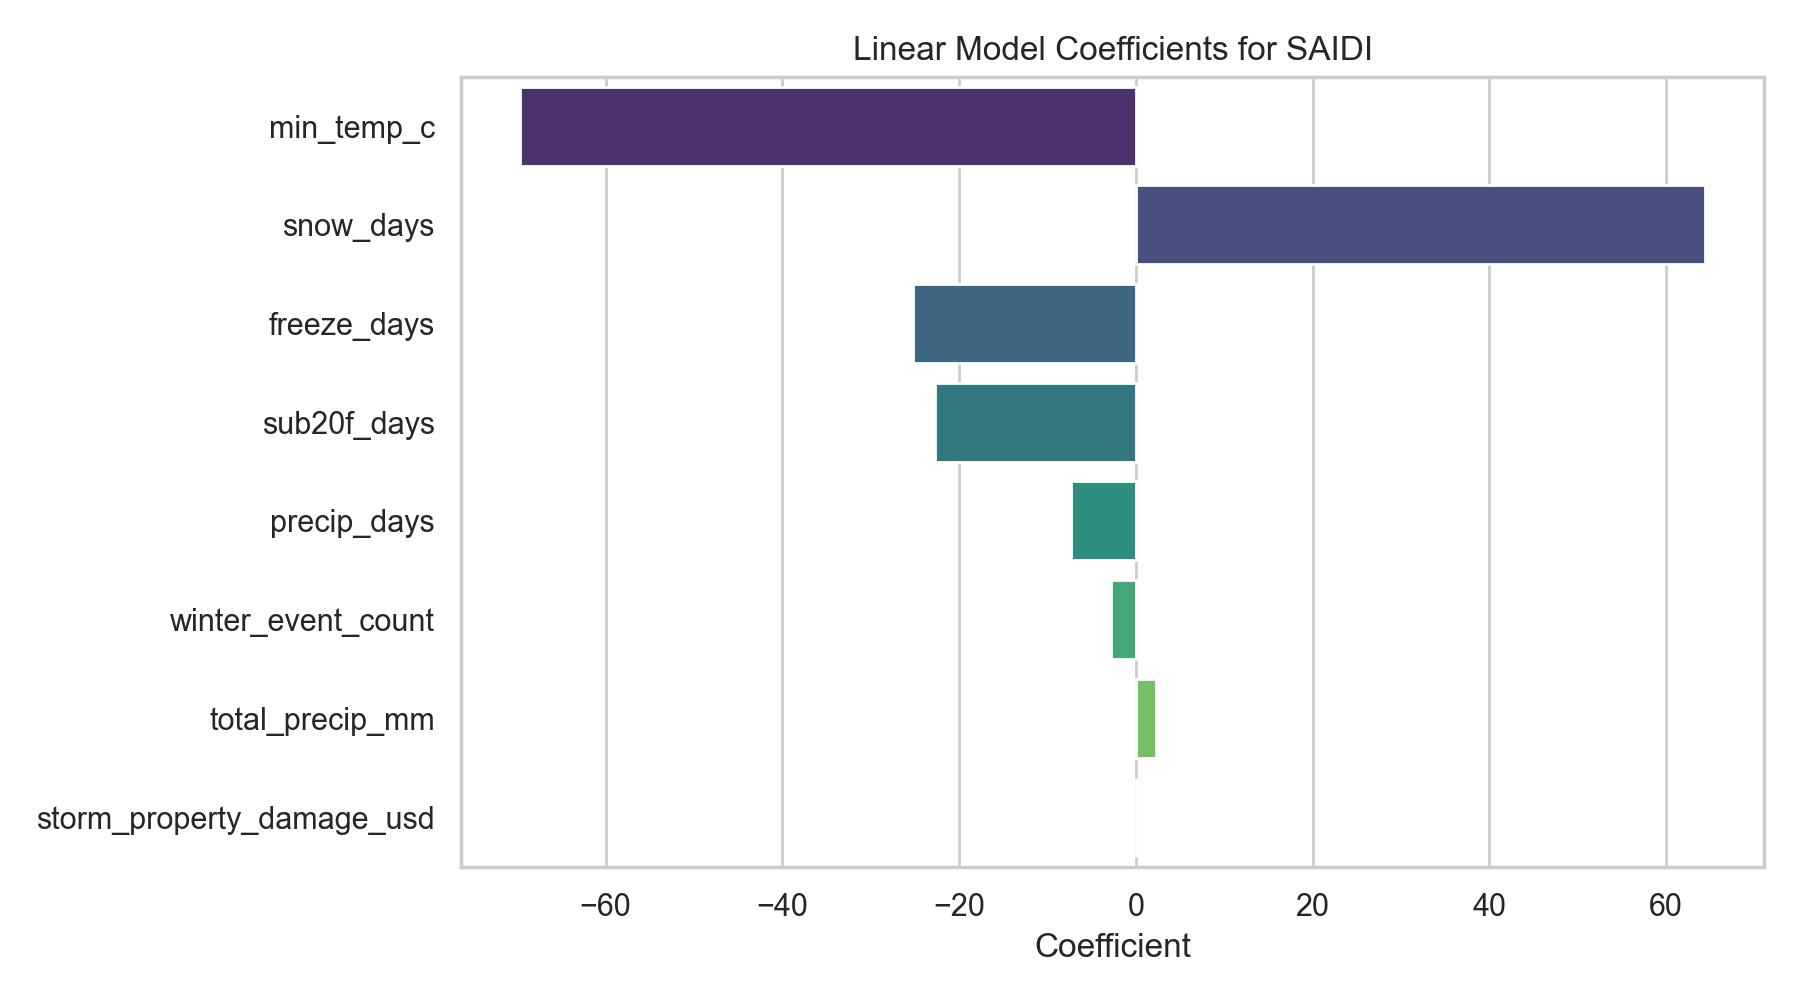 Linear Model Coefficients for SAIDI
min_temp_c
snow_days
freeze_days
sub20f_days
precip_days
winter_event_count
total_precip_mm
storm_property_damage_usd
−60 −40 −20 0 20 40 60
Coefficient